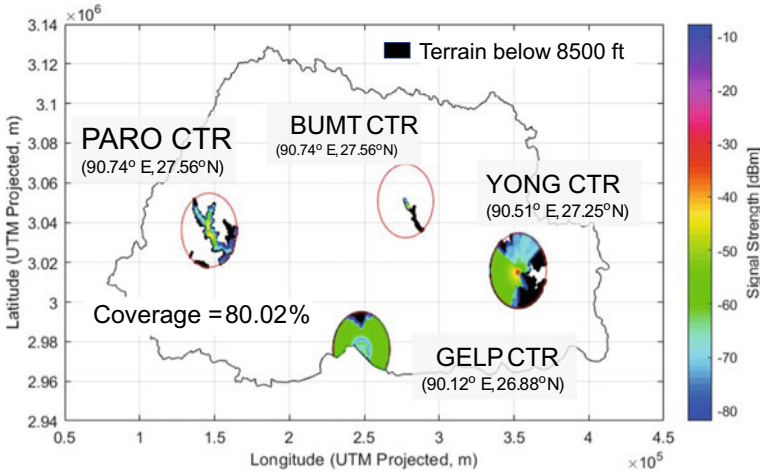 ×10⁶
3.14
3.12
3.1
3.08
3.06
3.04
3.02
3
2.98
2.96
2.94
Latitude (UTM Projected, m)
Terrain below 8500 ft
PARO CTR
(90.74° E,27.56°N)
BUMT CTR
(90.74° E,27.56°N)
YONG CTR
(90.51° E,27.25°N)
Coverage =80.02%
GELP CTR
(90.12° E,26.88°N)
0.5
1
1.5
2
2.5
3
3.5
4
4.5
×10⁵
Longitude (UTM Projected, m)
-10
-20
-30
-40
-50
-60
-70
-80
Signal Strength [dBm]